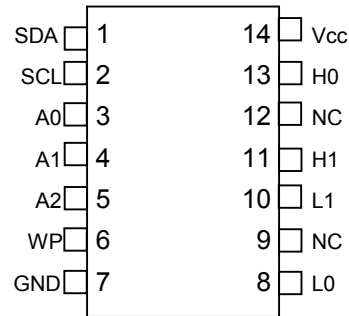 SDA 1 14 Vcc
SCL 2 13 H0
A0 3 12 NC
A1 4 11 H1
A2 5 10 L1
WP 6 9 NC
GND 7 8 L0